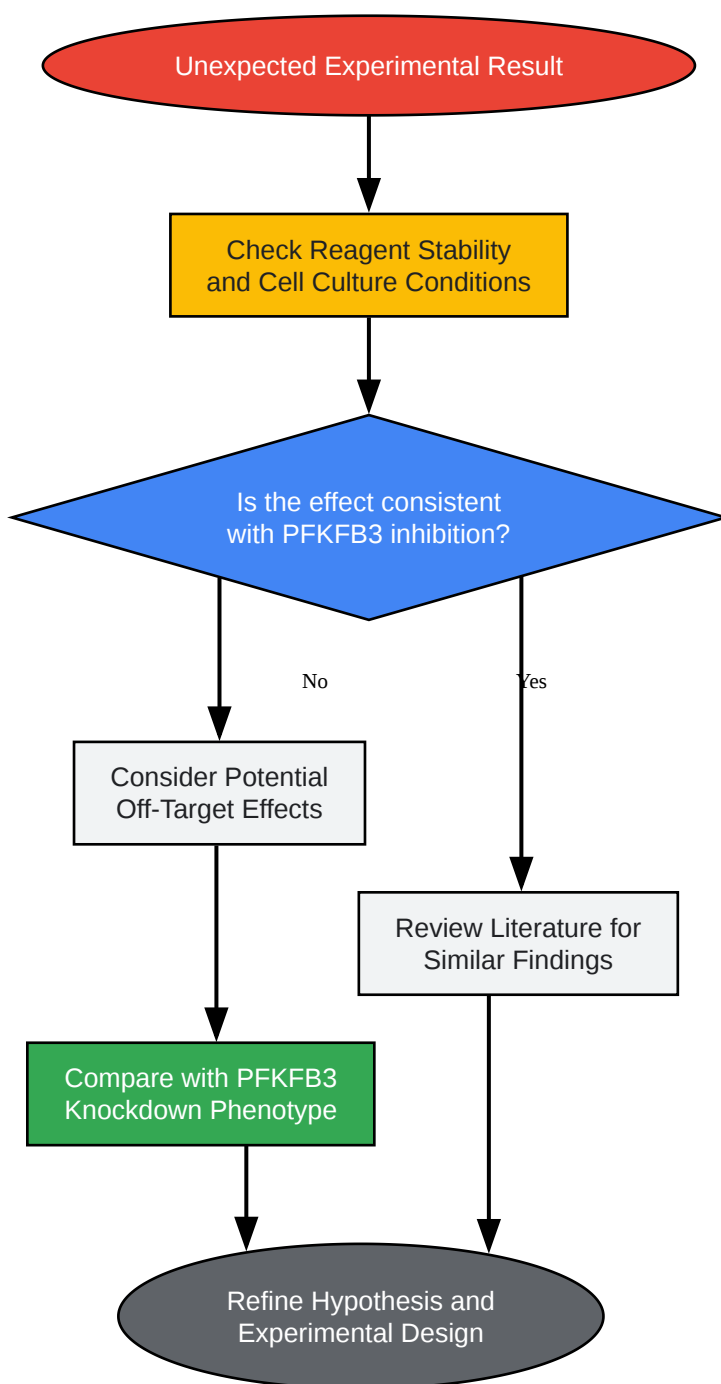 Unexpected Experimental Result
Check Reagent Stability
and Cell Culture Conditions
Is the effect consistent
with PFKFB3 inhibition?
No
Yes
Consider Potential
Off-Target Effects
Review Literature for
Similar Findings
Compare with PFKFB3
Knockdown Phenotype
Refine Hypothesis and
Experimental Design